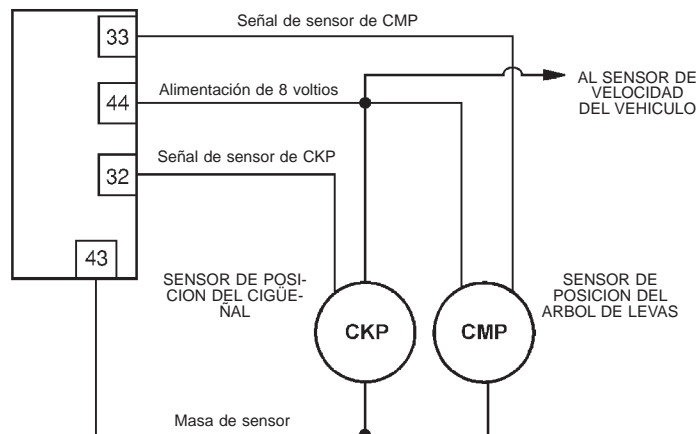 33
Señal de sensor de CMP
44
Alimentación de 8 voltios
AL SENSOR DE
VELOCIDAD
DEL VEHICULO
32
Señal de sensor de CKP
43
SENSOR DE POSI-
CION DEL CIGÜE-
ÑAL
CKP
CMP
SENSOR DE
POSICION DEL
ARBOL DE LEVAS
Masa de sensor